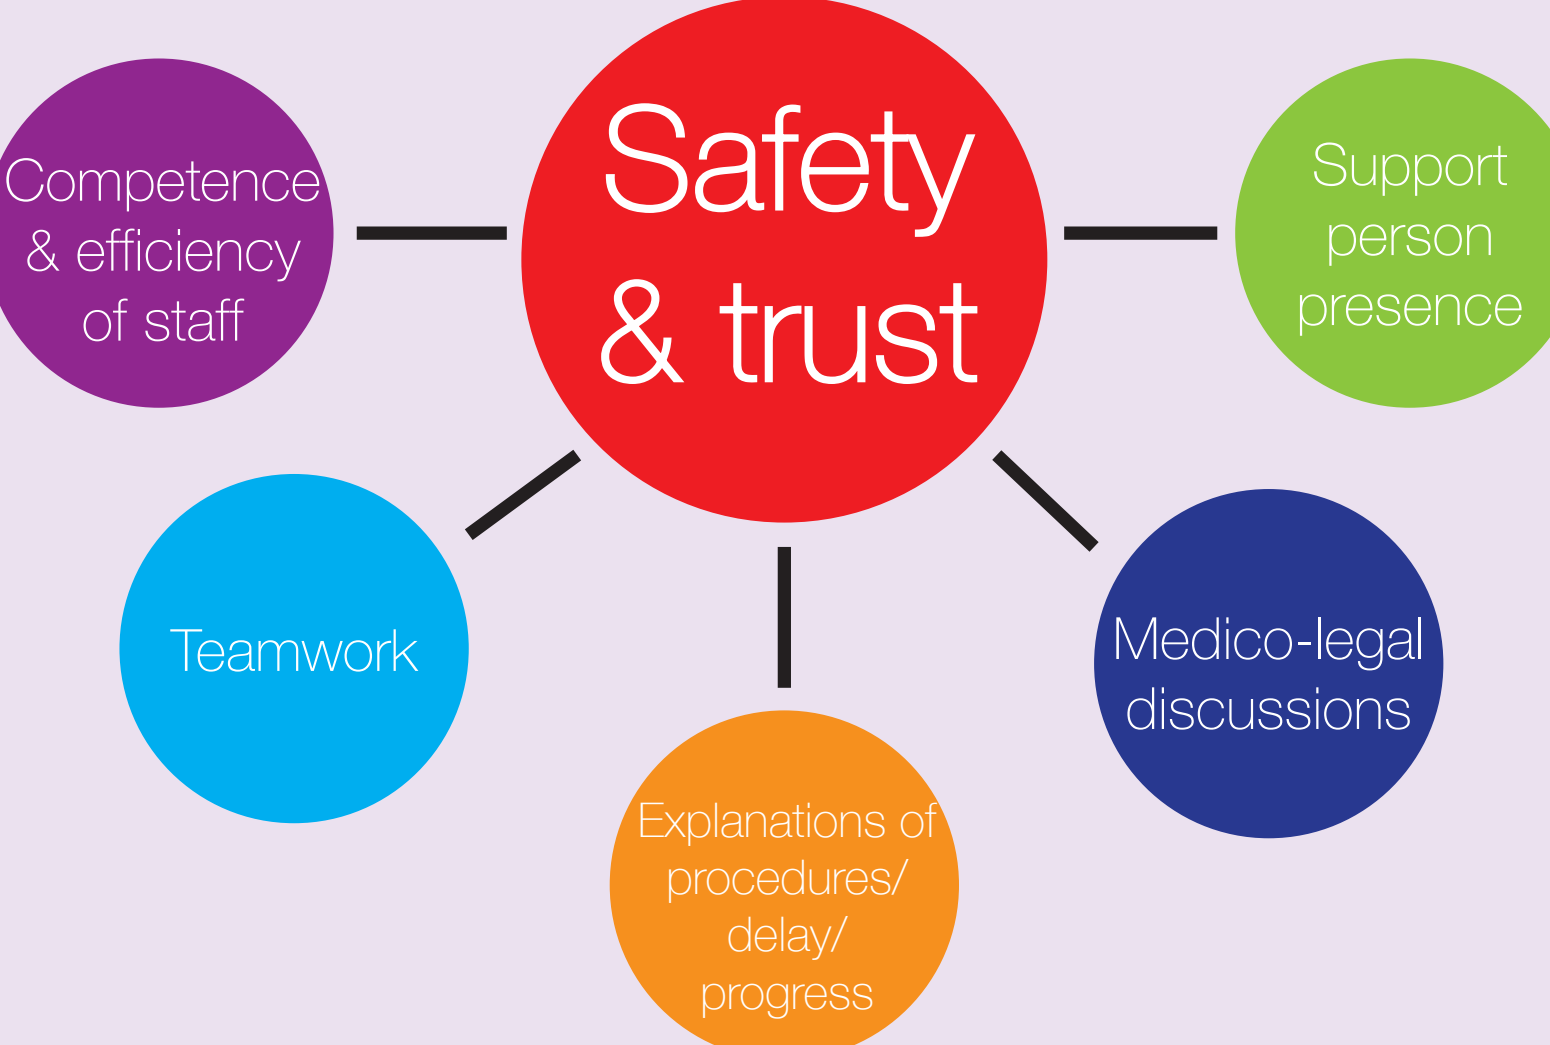 Safety
& trust
Competence
& efficiency
of staff
Support
person
presence
Teamwork
Medico-legal
discussions
Explanations of
procedures/
delay/
progress